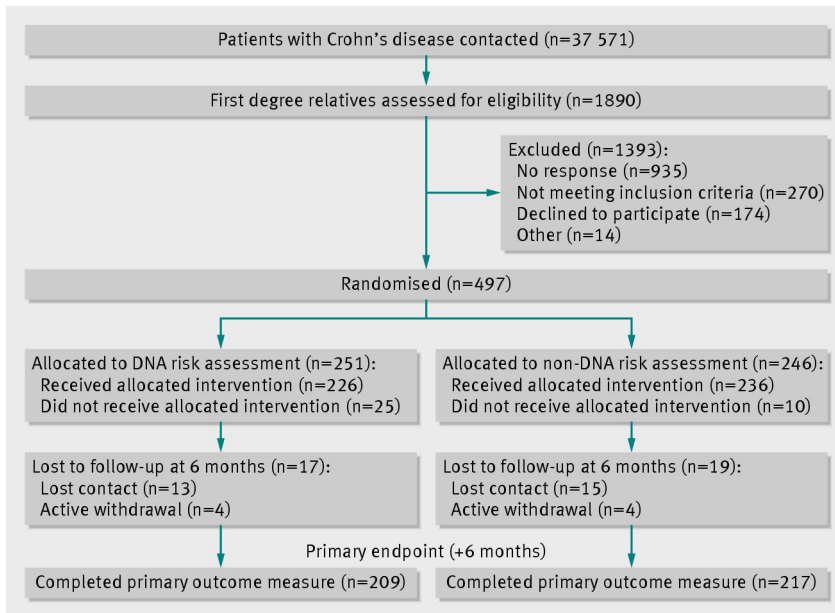 Patients with Crohn's disease contacted (n=37 571)
First degree relatives assessed for eligibility (n=1890)
Excluded (n=1393):
No response (n=935)
Not meeting inclusion criteria (n=270)
Declined to participate (n=174)
Other (n=14)
Randomised (n=497)
Allocated to DNA risk assessment (n=251):
Received allocated intervention (n=226)
Did not receive allocated intervention (n=25)
Allocated to non-DNA risk assessment (n=246):
Received allocated intervention (n=236)
Did not receive allocated intervention (n=10)
Lost to follow-up at 6 months (n=17):
Lost contact (n=13)
Active withdrawal (n=4)
Lost to follow-up at 6 months (n=19):
Lost contact (n=15)
Active withdrawal (n=4)
Primary endpoint (+6 months)
Completed primary outcome measure (n=209)
Completed primary outcome measure (n=217)